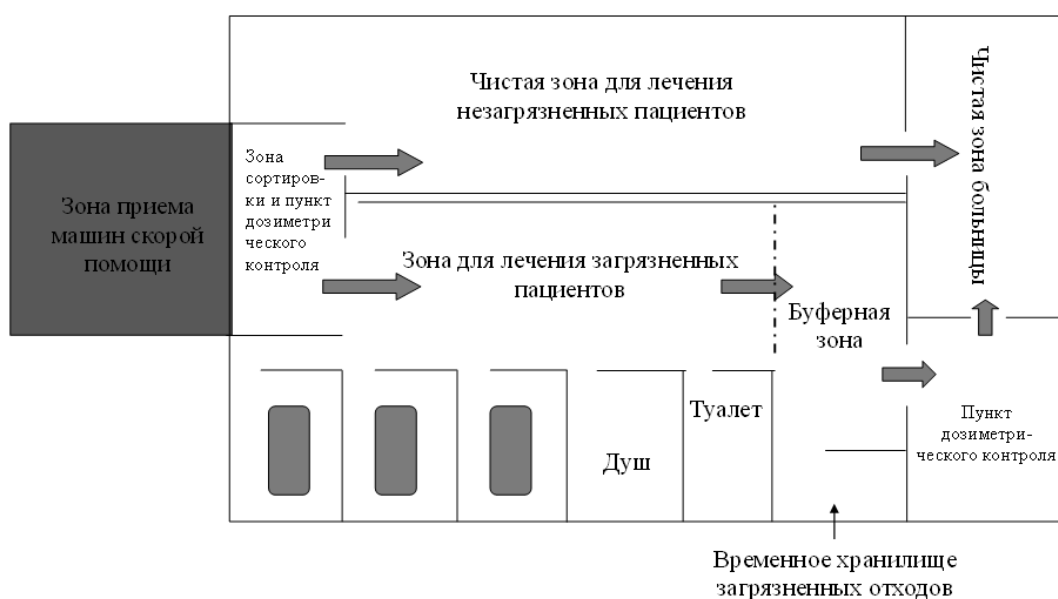 Чистая зона для лечения
незагрязненных пациентов
Чистая зона больницы
Зона
сортиров-
ки и пункт
дозиметри
ческого
контроля
Зона приема
машин скорой
помощи
Зона для лечения загрязненных
пациентов
Буферная
зона
Туалет
Душ
Пункт
дозиметри-
ческого контроля
Временное хранилище
загрязненных отходов